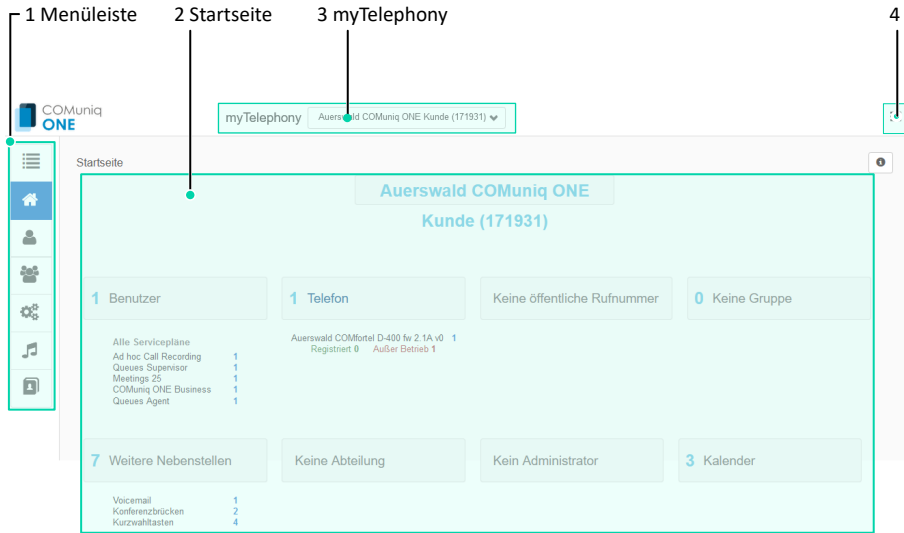 1 Menüleiste 2 Startseite 3 myTelephony 4
COMuniq
ONE
myTelephony Auerswald COMuniq ONE Kunde (171931)
Startseite
Auerswald COMuniq ONE
Kunde (171931)
1 Benutzer 1 Telefon Keine öffentliche Rufnummer 0 Keine Gruppe
Alle Servicepläne
Ad hoc Call Recording 1
Queues Supervisor 1
Meetings 25 1
COMuniq ONE Business 1
Queues Agent 1
Auerswald COMfortel D-400 fw 2.1A v0 1
Registriert 0 Außer Betrieb 1
7 Weitere Nebenstellen Keine Abteilung Kein Administrator 3 Kalender
Voicemail 1
Konferenzbrücken 2
Kurzwahltasten 4